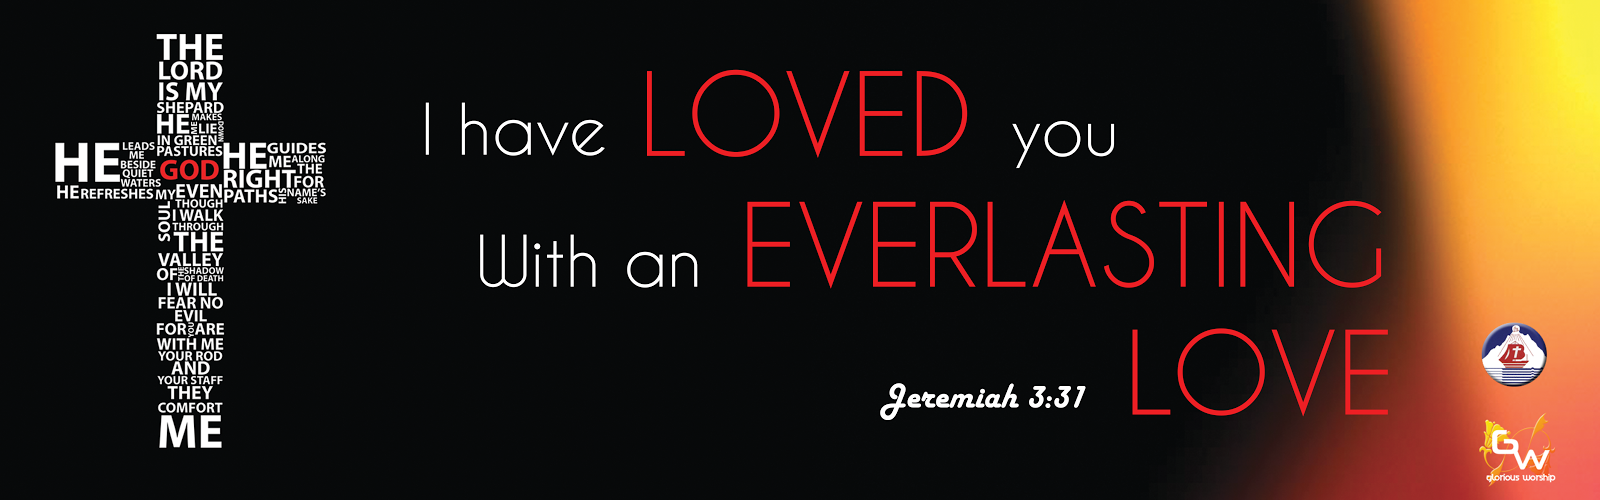 THE
LORD
IS MY
SHEPARD
HE MAKES
ME LIE DOWN
IN GREEN
PASTURES
HE LEADS
ME
BESIDE
QUIET
WATERS
HE REFRESHES MY
SOUL
GOD
HE GUIDES
ME ALONG
THE
RIGHT FOR
PATHS HIS NAME'S
SAKE
EVEN
THOUGH
I WALK
THROUGH
THE
VALLEY
OF THE SHADOW
OF DEATH
I WILL
FEAR NO
EVIL
FOR YOU ARE
WITH ME
YOUR ROD
AND
YOUR STAFF
THEY
COMFORT
ME
I have LOVED you
With an EVERLASTING
LOVE
Jeremiah 3:31
GW
glorious worship